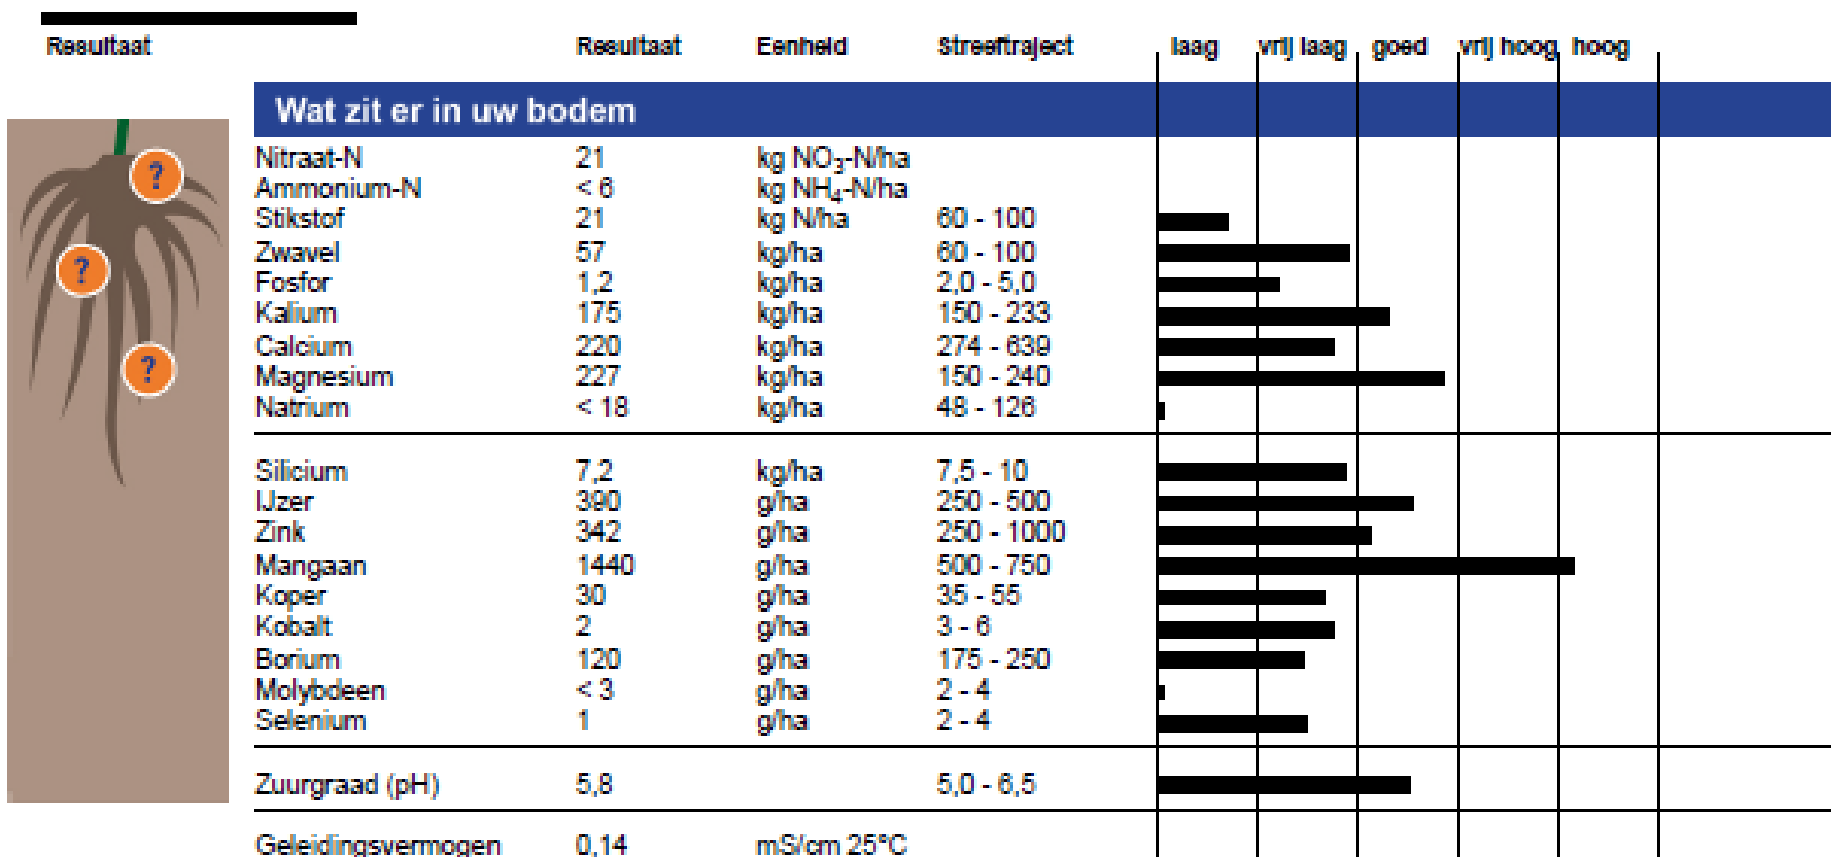 Resultaat Resultaat Eenheid Streeftraject laag vrij laag goed vrij hoog hoog
Wat zit er in uw bodem
Nitraat-N 21 kg NO₃-N/ha
?
Ammonium-N < 6 kg NH₄-N/ha
Stikstof 21 kg N/ha 60 - 100
Zwavel 57 kg/ha 60 - 100
?
Fosfor 1,2 kg/ha 2,0 - 5,0
Kalium 175 kg/ha 150 - 233
Calcium 220 kg/ha 274 - 639
?
Magnesium 227 kg/ha 150 - 240
Natrium < 18 kg/ha 48 - 126
Silicium 7,2 kg/ha 7,5 - 10
IJzer 390 g/ha 250 - 500
Zink 342 g/ha 250 - 1000
Mangaan 1440 g/ha 500 - 750
Koper 30 g/ha 35 - 55
Kobalt 2 g/ha 3 - 6
Borium 120 g/ha 175 - 250
Molybdeen < 3 g/ha 2 - 4
Selenium 1 g/ha 2 - 4
Zuurgraad (pH) 5,8 5,0 - 6,5
Geleidingsvermogen 0,14 mS/cm 25°C